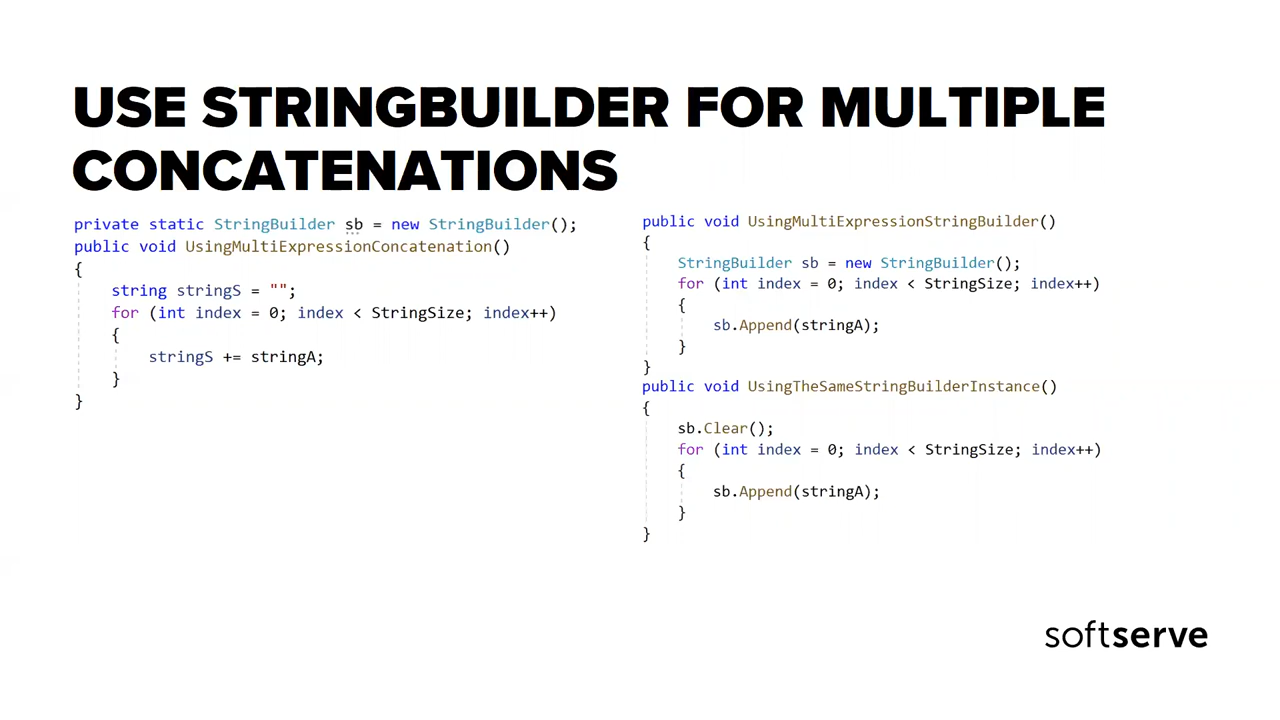 USE STRINGBUILDER FOR MULTIPLE
CONCATENATIONS
private static StringBuilder sb = new StringBuilder();
public void UsingMultiExpressionConcatenation()
{
string stringS = "";
for (int index = 0; index < StringSize; index++)
{
stringS += stringA;
}
}
public void UsingMultiExpressionStringBuilder()
{
StringBuilder sb = new StringBuilder();
for (int index = 0; index < StringSize; index++)
{
sb.Append(stringA);
}
}
public void UsingTheSameStringBuilderInstance()
{
sb.Clear();
for (int index = 0; index < StringSize; index++)
{
sb.Append(stringA);
}
}
softserve